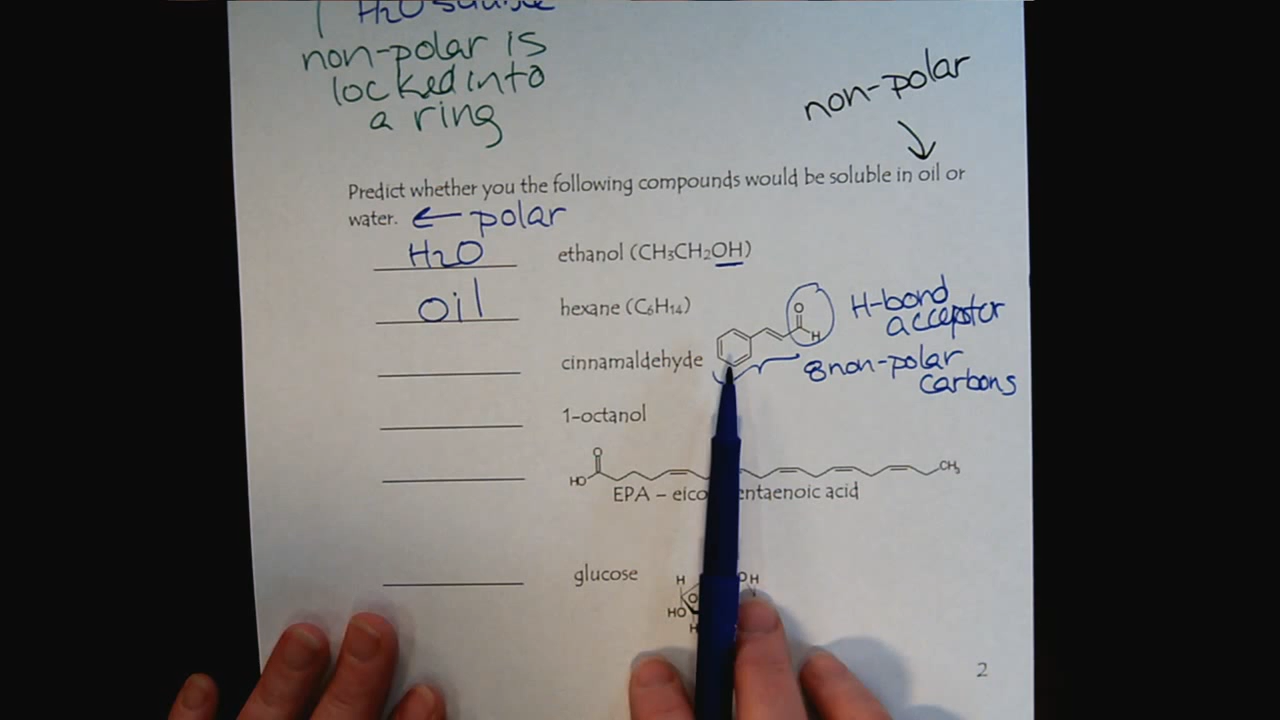 H2O soluble
non-polar is
locked into
a ring
non-polar
Predict whether you the following compounds would be soluble in oil or
water. ← polar
H2O ethanol (CH3CH2OH)
oil hexane (C6H14)
O
H
H-bond
acceptor
cinnamaldehyde
8 non-polar
carbons
1-octanol
O
HO
CH3
EPA – eico entaenoic acid
glucose
H
OH
O
HO
H
2